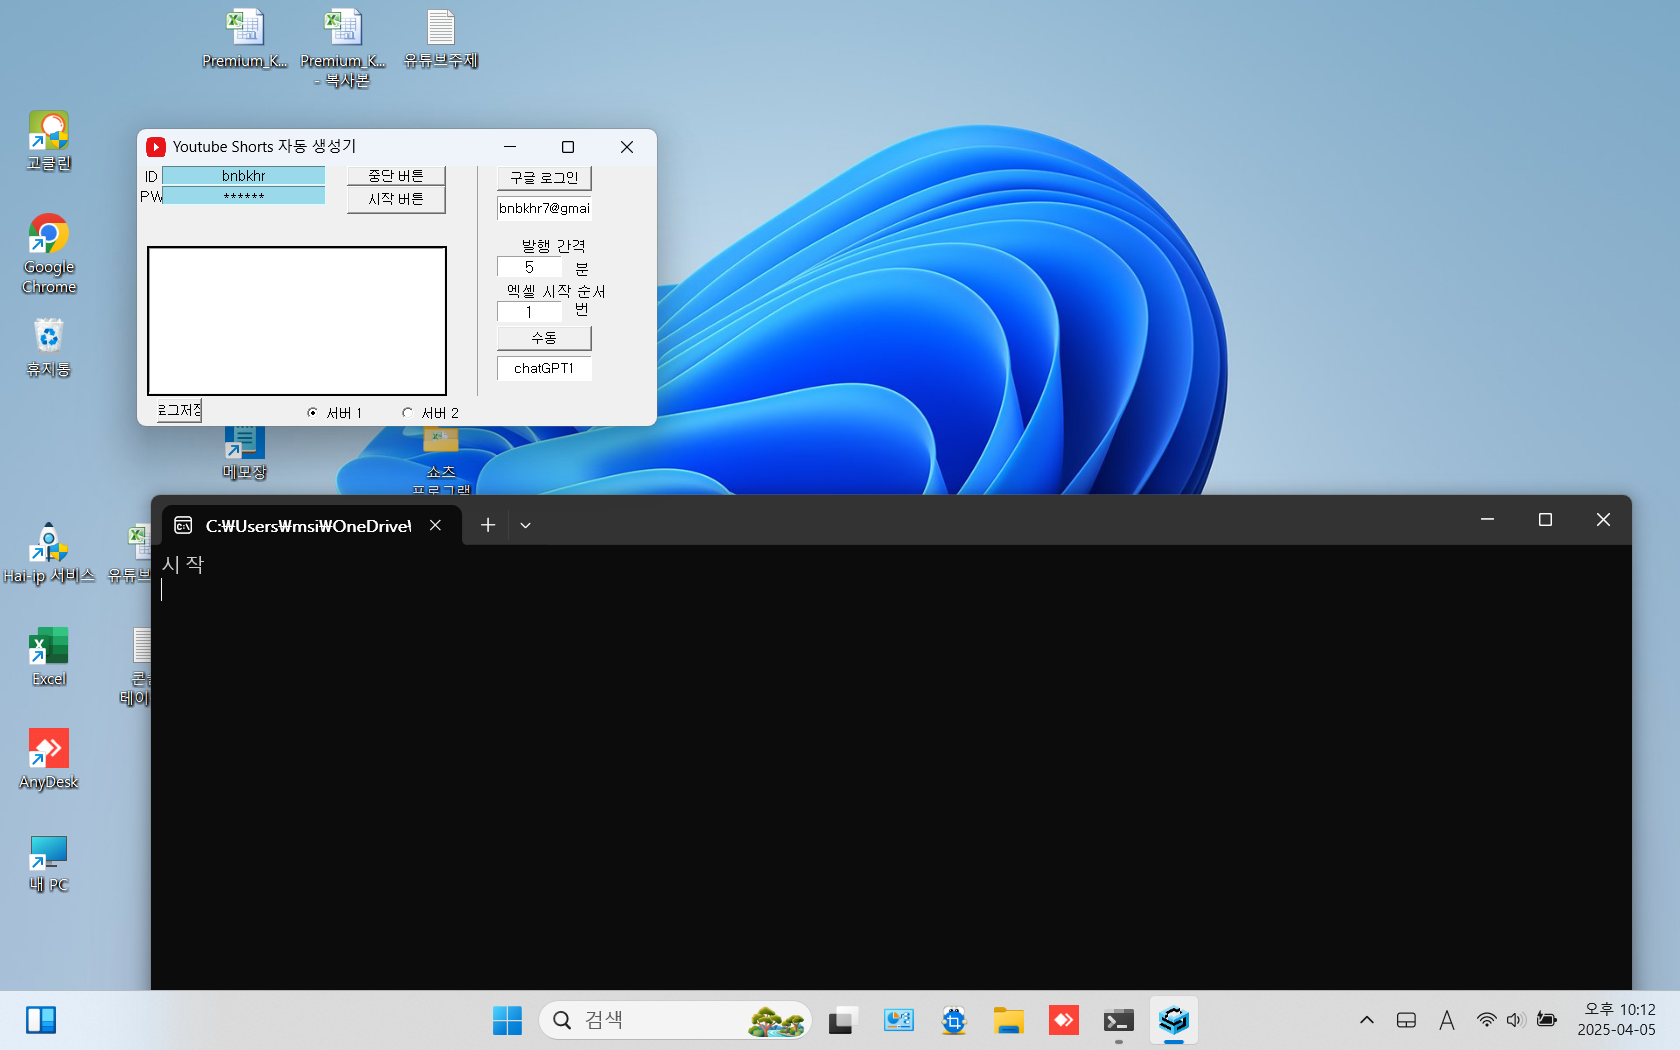 Premium_K...
Premium_K...
- 복사본
유튜브주제
고클린
Google
Chrome
휴지통
Youtube Shorts 자동 생성기
ID
bnbkhr
PW
******
중단 버튼
시작 버튼
구글 로그인
bnbkhr7@gmai
발행 간격
5
분
엑셀 시작 순서
1
번
수동
chatGPT1
로그저장
서버 1
서버 2
메모장
쇼츠
프로그램
Hai-ip 서비스
유튜브
Excel
테이
AnyDesk
내 PC
C:₩Users₩msi₩OneDrive₩
시작
검색
A
오후 10:12
2025-04-05